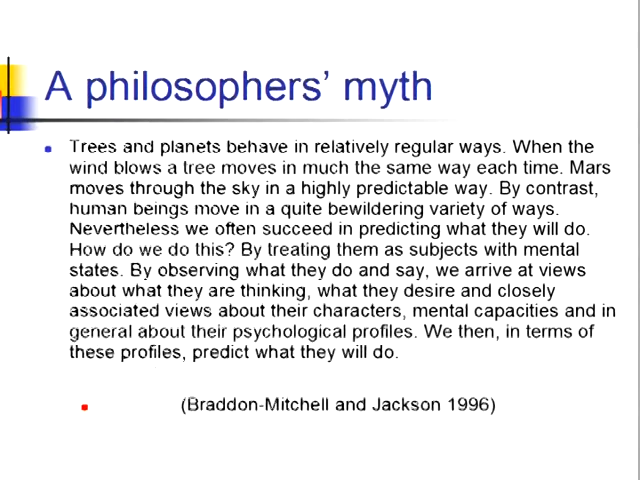 A philosophers' myth
Trees and planets behave in relatively regular ways. When the
wind blows a tree moves in much the same way each time. Mars
moves through the sky in a highly predictable way. By contrast,
human beings move in a quite bewildering variety of ways.
Nevertheless we often succeed in predicting what they will do.
How do we do this? By treating them as subjects with mental
states. By observing what they do and say, we arrive at views
about what they are thinking, what they desire and closely
associated views about their characters, mental capacities and in
general about their psychological profiles. We then, in terms of
these profiles, predict what they will do.
(Braddon-Mitchell and Jackson 1996)